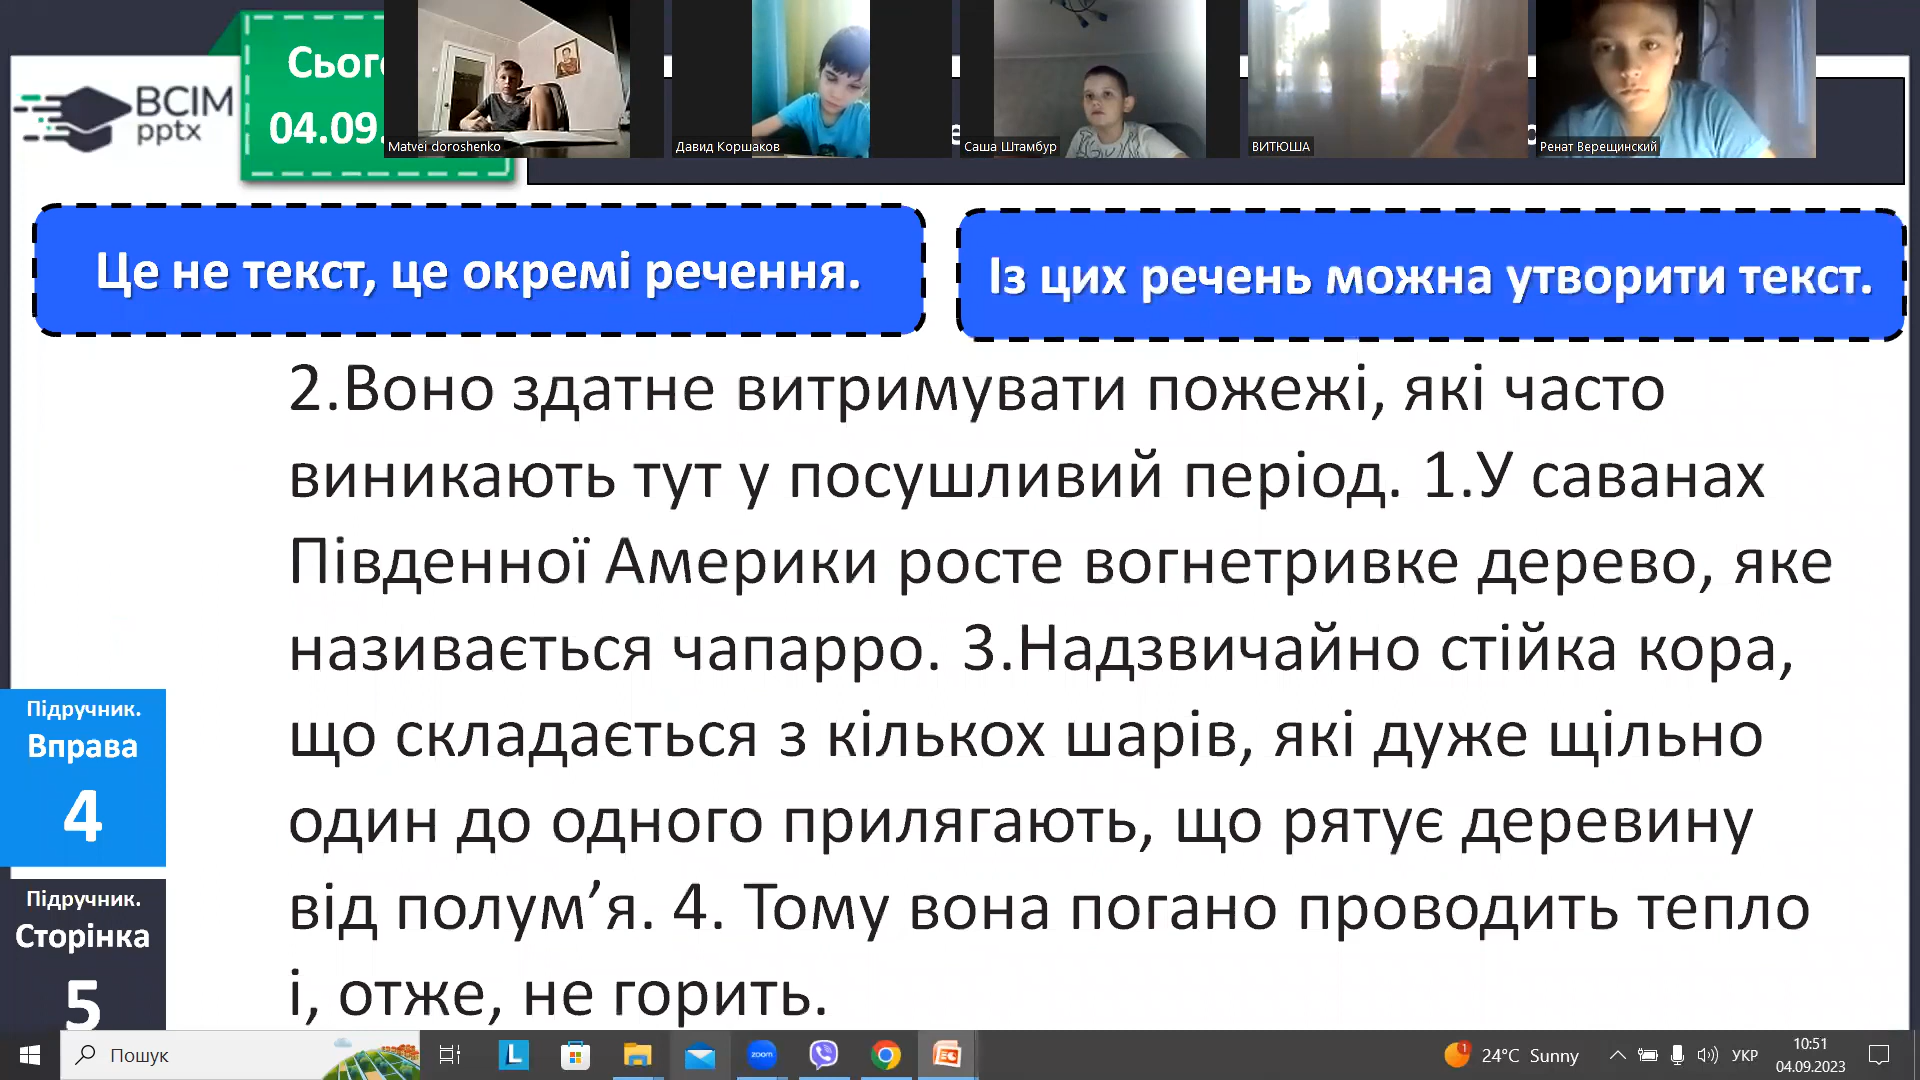 Сього
04.09.
ВСІМ
pptx
Matvei doroshenko
Давид Коршаков
Саша Штамбур
ВИТЮША
Ренат Верещинский
Це не текст, це окремі речення.
Із цих речень можна утворити текст.
2.Воно здатне витримувати пожежі, які часто
виникають тут у посушливий період. 1.У саванах
Південної Америки росте вогнетривке дерево, яке
називається чапарро. 3.Надзвичайно стійка кора,
що складається з кількох шарів, які дуже щільно
один до одного прилягають, що рятує деревину
від полум’я. 4. Тому вона погано проводить тепло
і, отже, не горить.
Підручник.
Вправа
4
Підручник.
Сторінка
5
Пошук
L
zoom
1
24°C Sunny
УКР
10:51
04.09.2023